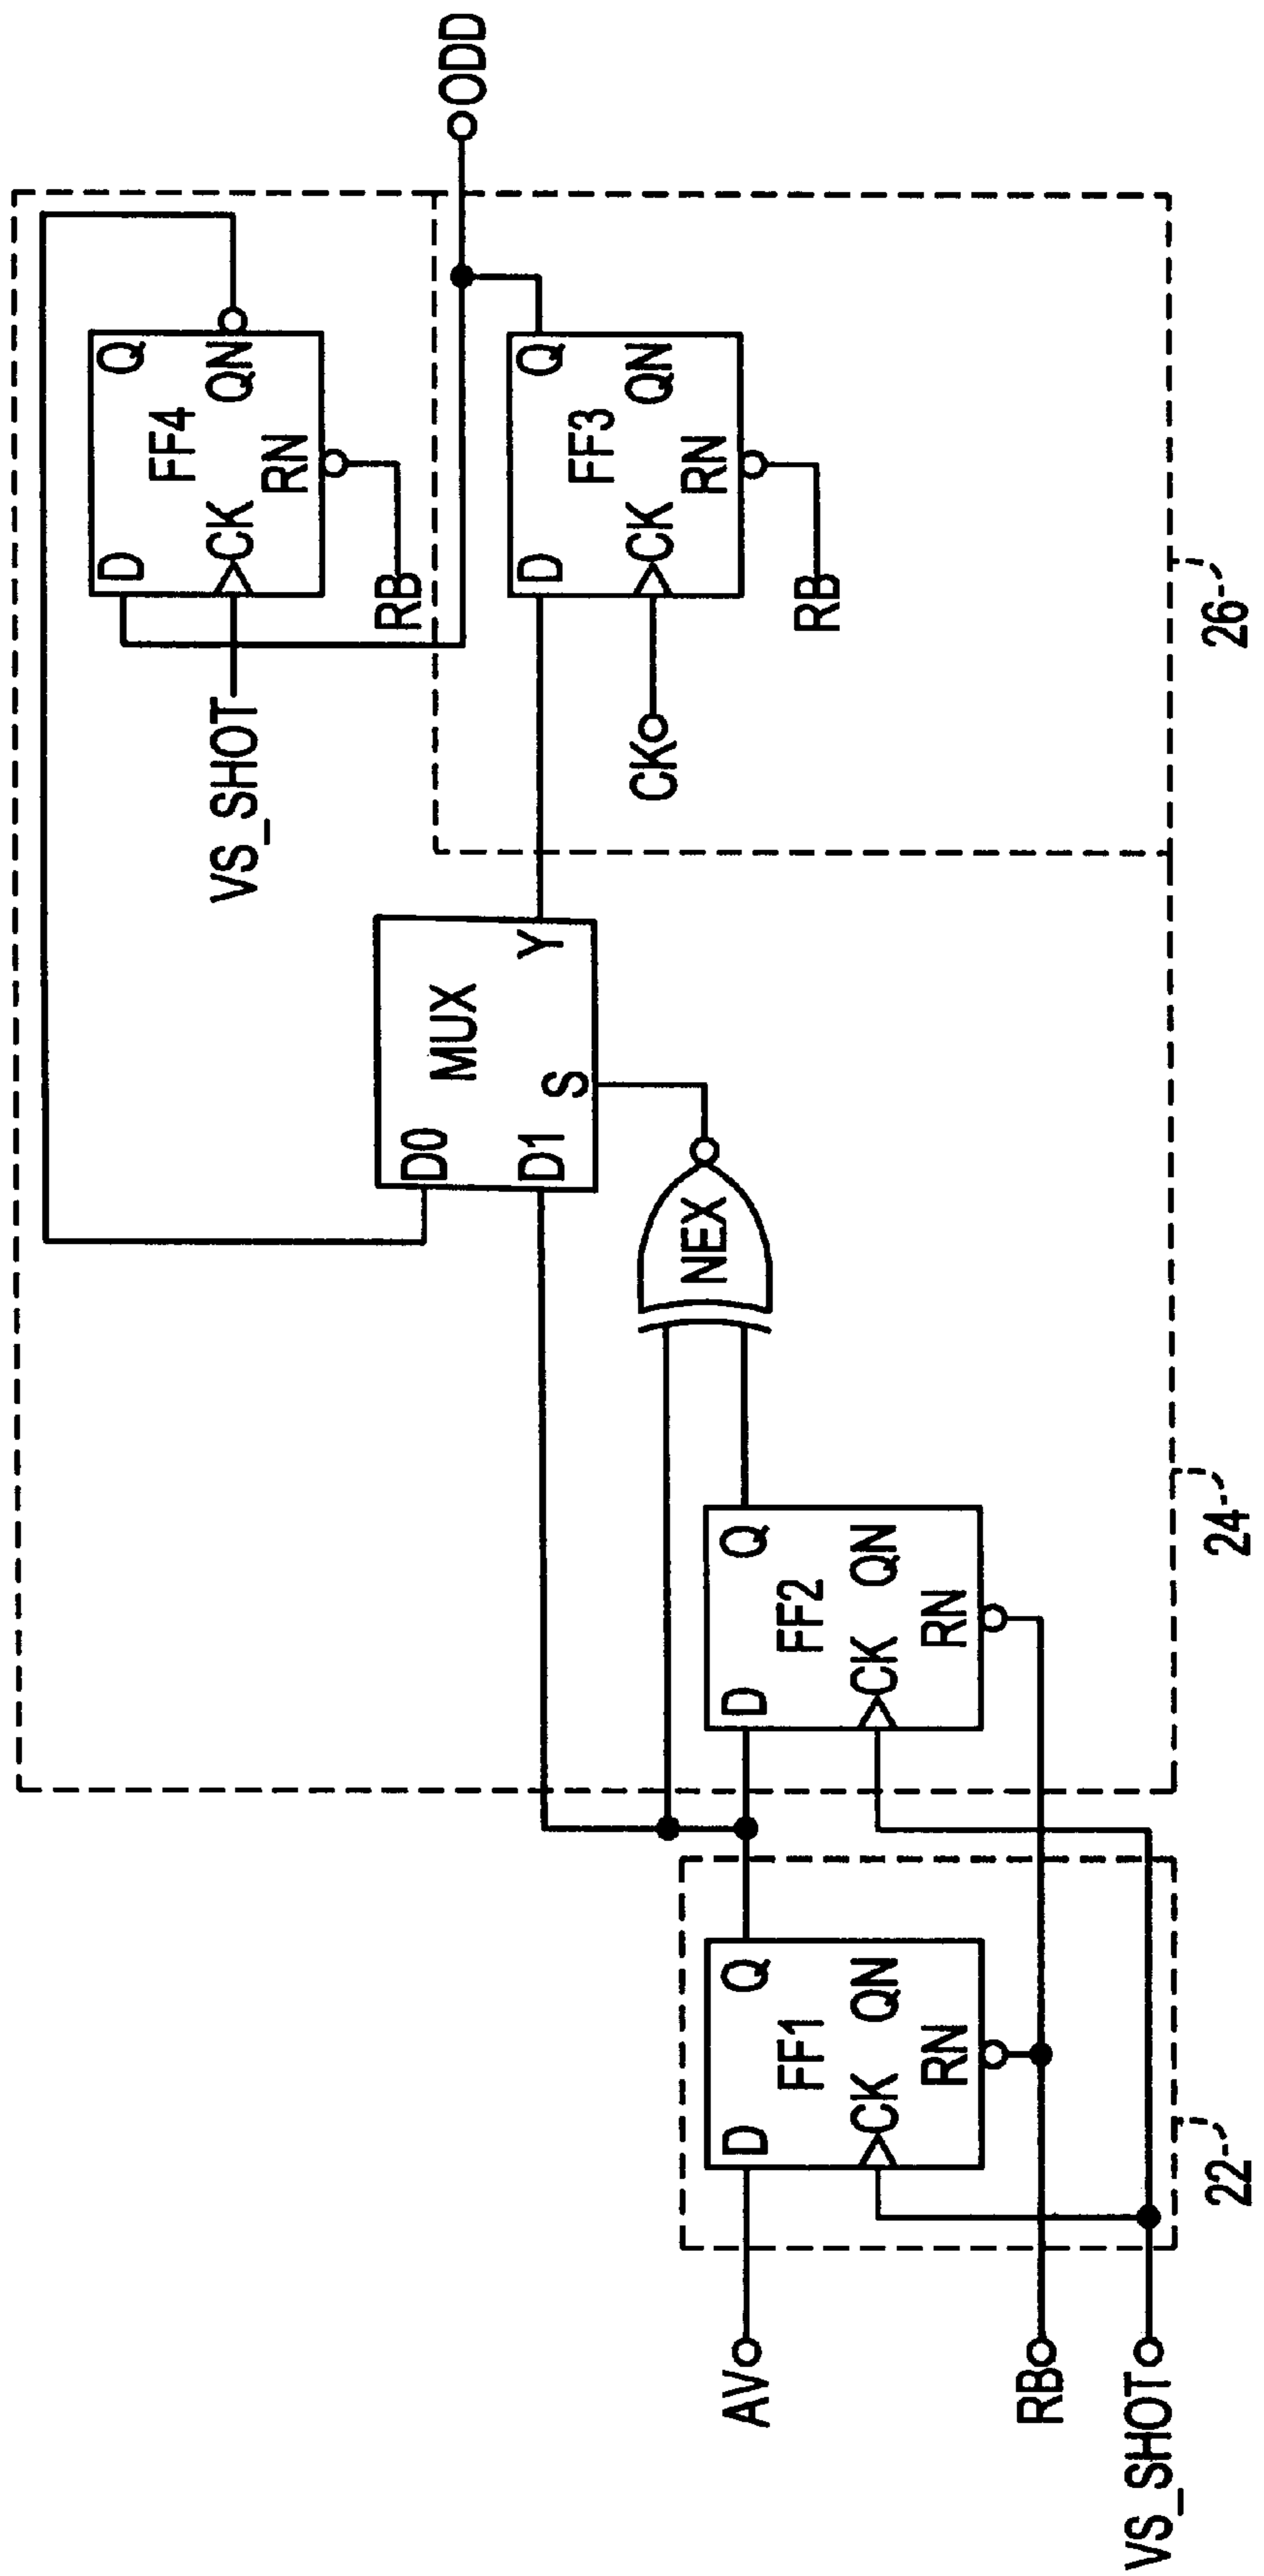 AV
RB
VS_SHOT
D
Q
FF1
CK
QN
RN
22
D
Q
FF2
CK
QN
RN
24
NEX
D0
MUX
D1
Y
S
VS_SHOT
D
Q
FF4
CK
QN
RN
RB
CK
D
Q
FF3
CK
QN
RN
RB
26
ODD